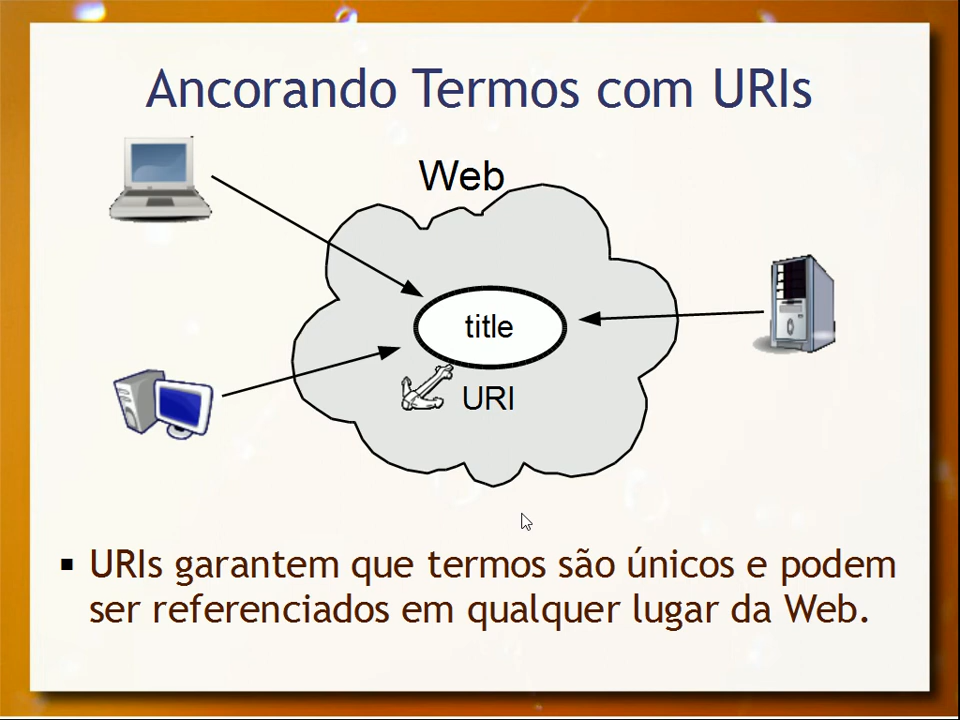 Ancorando Termos com URIs
Web
title
URI
▪ URIs garantem que termos são únicos e podem
ser referenciados em qualquer lugar da Web.